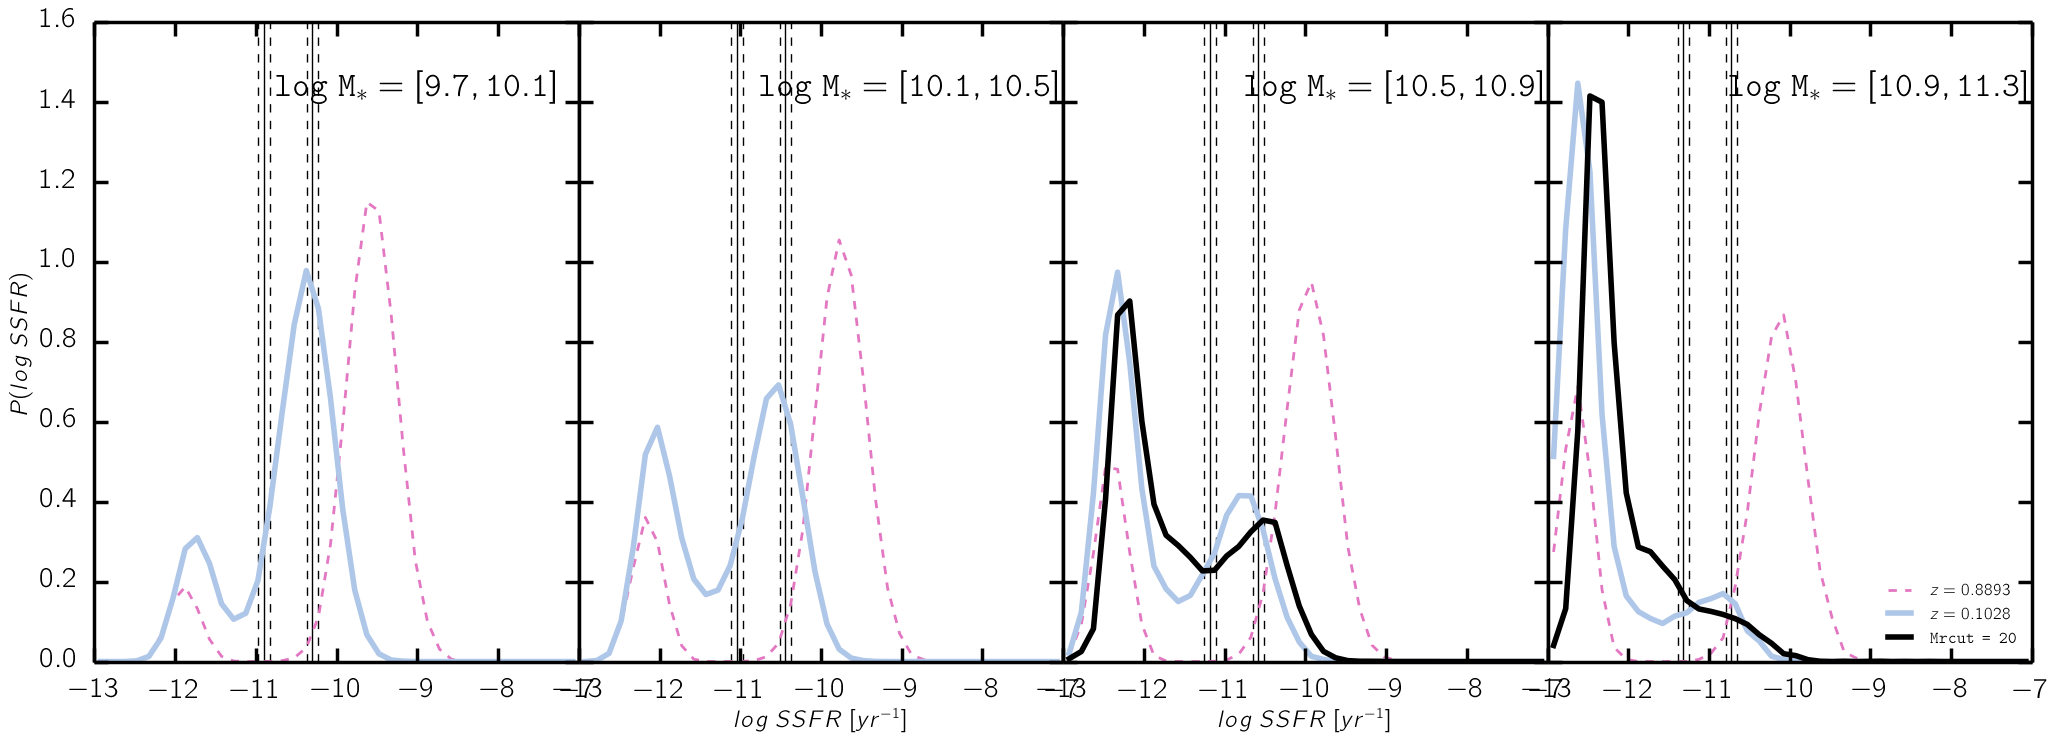 1.6
1.4
1.2
1.0
0.8
0.6
0.4
0.2
0.0
P(log SSFR)
log M* = [9.7, 10.1]
log M* = [10.1, 10.5]
log M* = [10.5, 10.9]
log M* = [10.9, 11.3]
z = 0.8893
z = 0.1028
Mrcut = 20
−13 −12 −11 −10 −9 −8 −7
−13 −12 −11 −10 −9 −8 −7
−13 −12 −11 −10 −9 −8 −7
−13 −12 −11 −10 −9 −8 −7
log SSFR [yr⁻¹]
log SSFR [yr⁻¹]